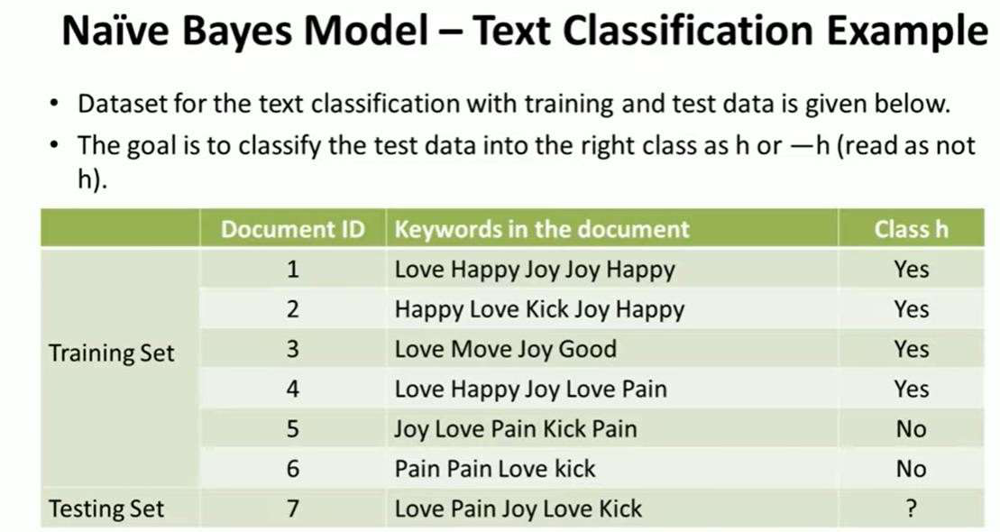 Naïve Bayes Model – Text Classification Example
• Dataset for the text classification with training and test data is given below.
• The goal is to classify the test data into the right class as h or —h (read as not
h).
Document ID Keywords in the document Class h
Training Set
1 Love Happy Joy Joy Happy Yes
2 Happy Love Kick Joy Happy Yes
3 Love Move Joy Good Yes
4 Love Happy Joy Love Pain Yes
5 Joy Love Pain Kick Pain No
6 Pain Pain Love kick No
Testing Set 7 Love Pain Joy Love Kick ?